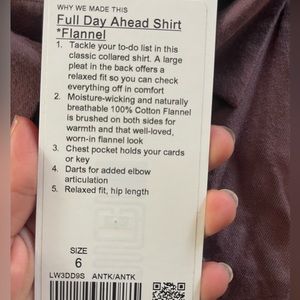 WHY WE MADE THIS
Full Day Ahead Shirt
*Flannel
1. Tackle your to-do list in this
classic collared shirt. A large
pleat in the back offers a
relaxed fit so you can check
everything off in comfort
2. Moisture-wicking and naturally
breathable 100% Cotton Flannel
is brushed on both sides for
warmth and that well-loved,
worn-in flannel look
3. Chest pocket holds your cards
or key
4. Darts for added elbow
articulation
5. Relaxed fit, hip length
SIZE
6
LW3DD9S ANTK/ANTK